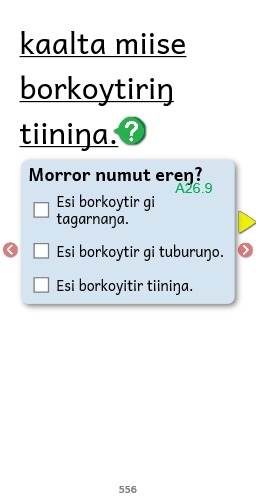 kaalta miise
borkoytiriŋ
tiiniŋa.?
Morror numut ereŋ?
A26.9
Esi borkoytir gi
tagarnaŋa.
Esi borkoytir gi tuburuŋo.
Esi borkoyitir tiiniŋa.
556